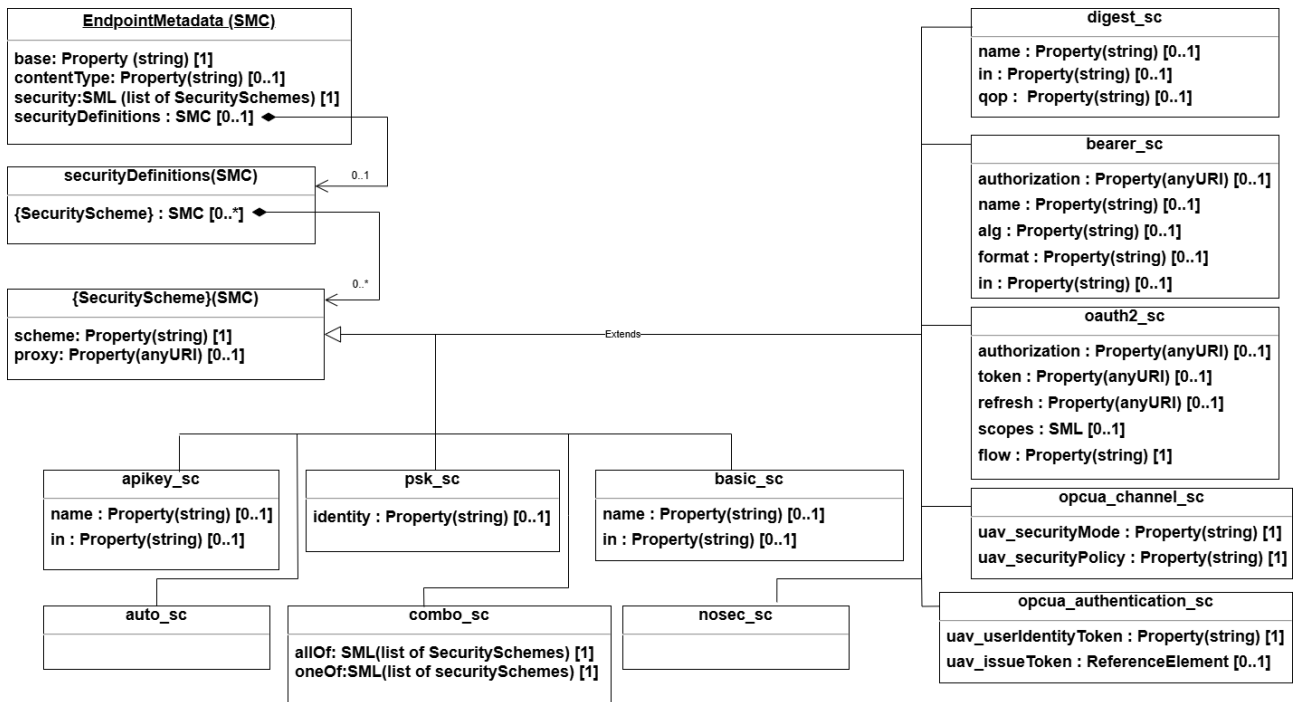 EndpointMetadata (SMC)
base: Property (string) [1]
contentType: Property(string) [0..1]
security:SML (list of SecuritySchemes) [1]
securityDefinitions : SMC [0..1]
0..1
securityDefinitions(SMC)
{SecurityScheme} : SMC [0..*]
0..*
{SecurityScheme}(SMC)
scheme: Property(string) [1]
proxy: Property(anyURI) [0..1]
Extends
apikey_sc
name : Property(string) [0..1]
in : Property(string) [0..1]
psk_sc
identity : Property(string) [0..1]
basic_sc
name : Property(string) [0..1]
in : Property(string) [0..1]
auto_sc
combo_sc
allOf: SML(list of SecuritySchemes) [1]
oneOf:SML(list of securitySchemes) [1]
nosec_sc
digest_sc
name : Property(string) [0..1]
in : Property(string) [0..1]
qop : Property(string) [0..1]
bearer_sc
authorization : Property(anyURI) [0..1]
name : Property(string) [0..1]
alg : Property(string) [0..1]
format : Property(string) [0..1]
in : Property(string) [0..1]
oauth2_sc
authorization : Property(anyURI) [0..1]
token : Property(anyURI) [0..1]
refresh : Property(anyURI) [0..1]
scopes : SML [0..1]
flow : Property(string) [1]
opcua_channel_sc
uav_securityMode : Property(string) [1]
uav_securityPolicy : Property(string) [1]
opcua_authentication_sc
uav_userIdentityToken : Property(string) [1]
uav_issueToken : ReferenceElement [0..1]